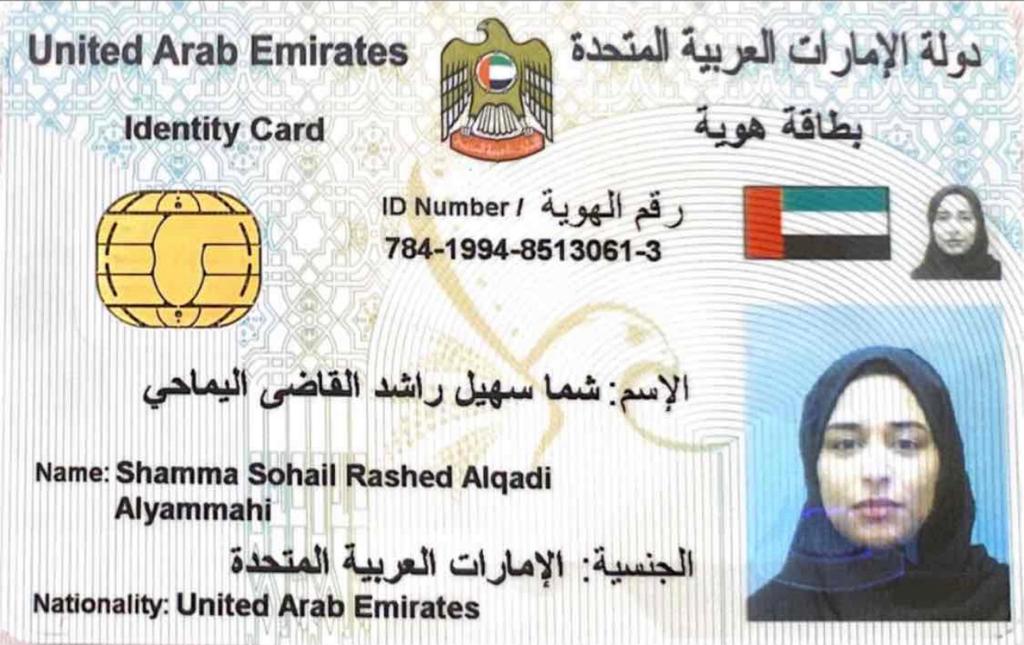 United Arab Emirates
دولة الإمارات العربية المتحدة
Identity Card
بطاقة هوية
ID Number / رقم الهوية
784-1994-8513061-3
الإسم: شما سهيل راشد القاضى اليماحي
Name: Shamma Sohail Rashed Alqadi
Alyammahi
الجنسية: الإمارات العربية المتحدة
Nationality: United Arab Emirates